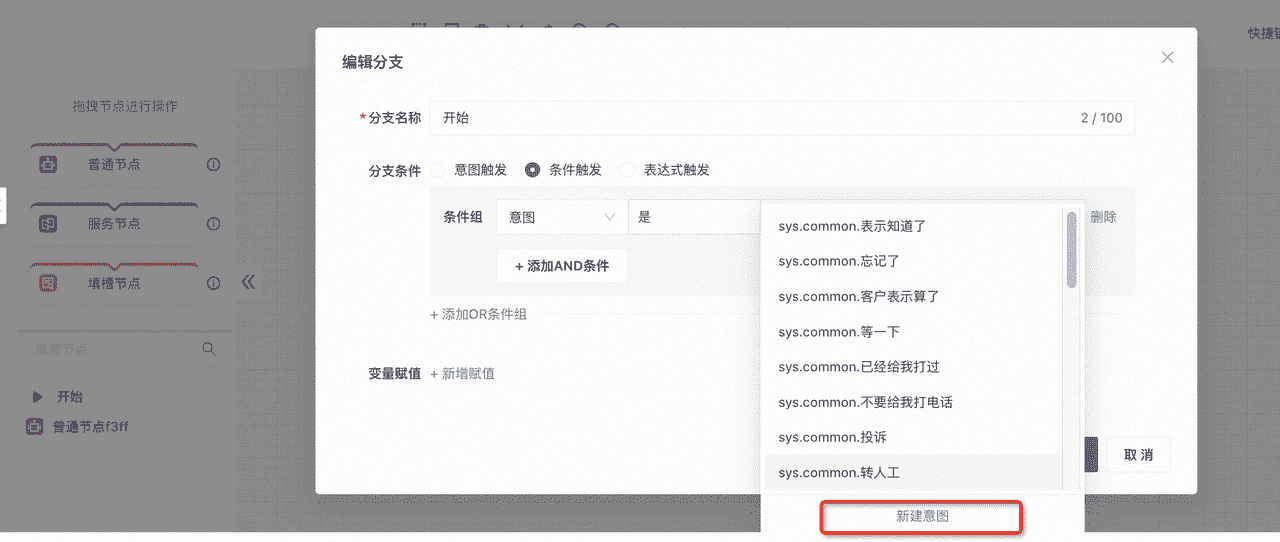 快捷键
编辑分支
拖拽节点进行操作
*分支名称 开始 2 / 100
普通节点
分支条件 意图触发 条件触发 表达式触发
服务节点
条件组 意图 是 删除
sys.common.表示知道了
sys.common.忘记了
+ 添加AND条件
填槽节点
sys.common.客户表示算了
+ 添加OR条件组
sys.common.等一下
搜索节点
变量赋值 + 新增赋值
sys.common.已经给我打过
开始
sys.common.不要给我打电话
普通节点f3ff
sys.common.投诉
取 消
sys.common.转人工
新建意图